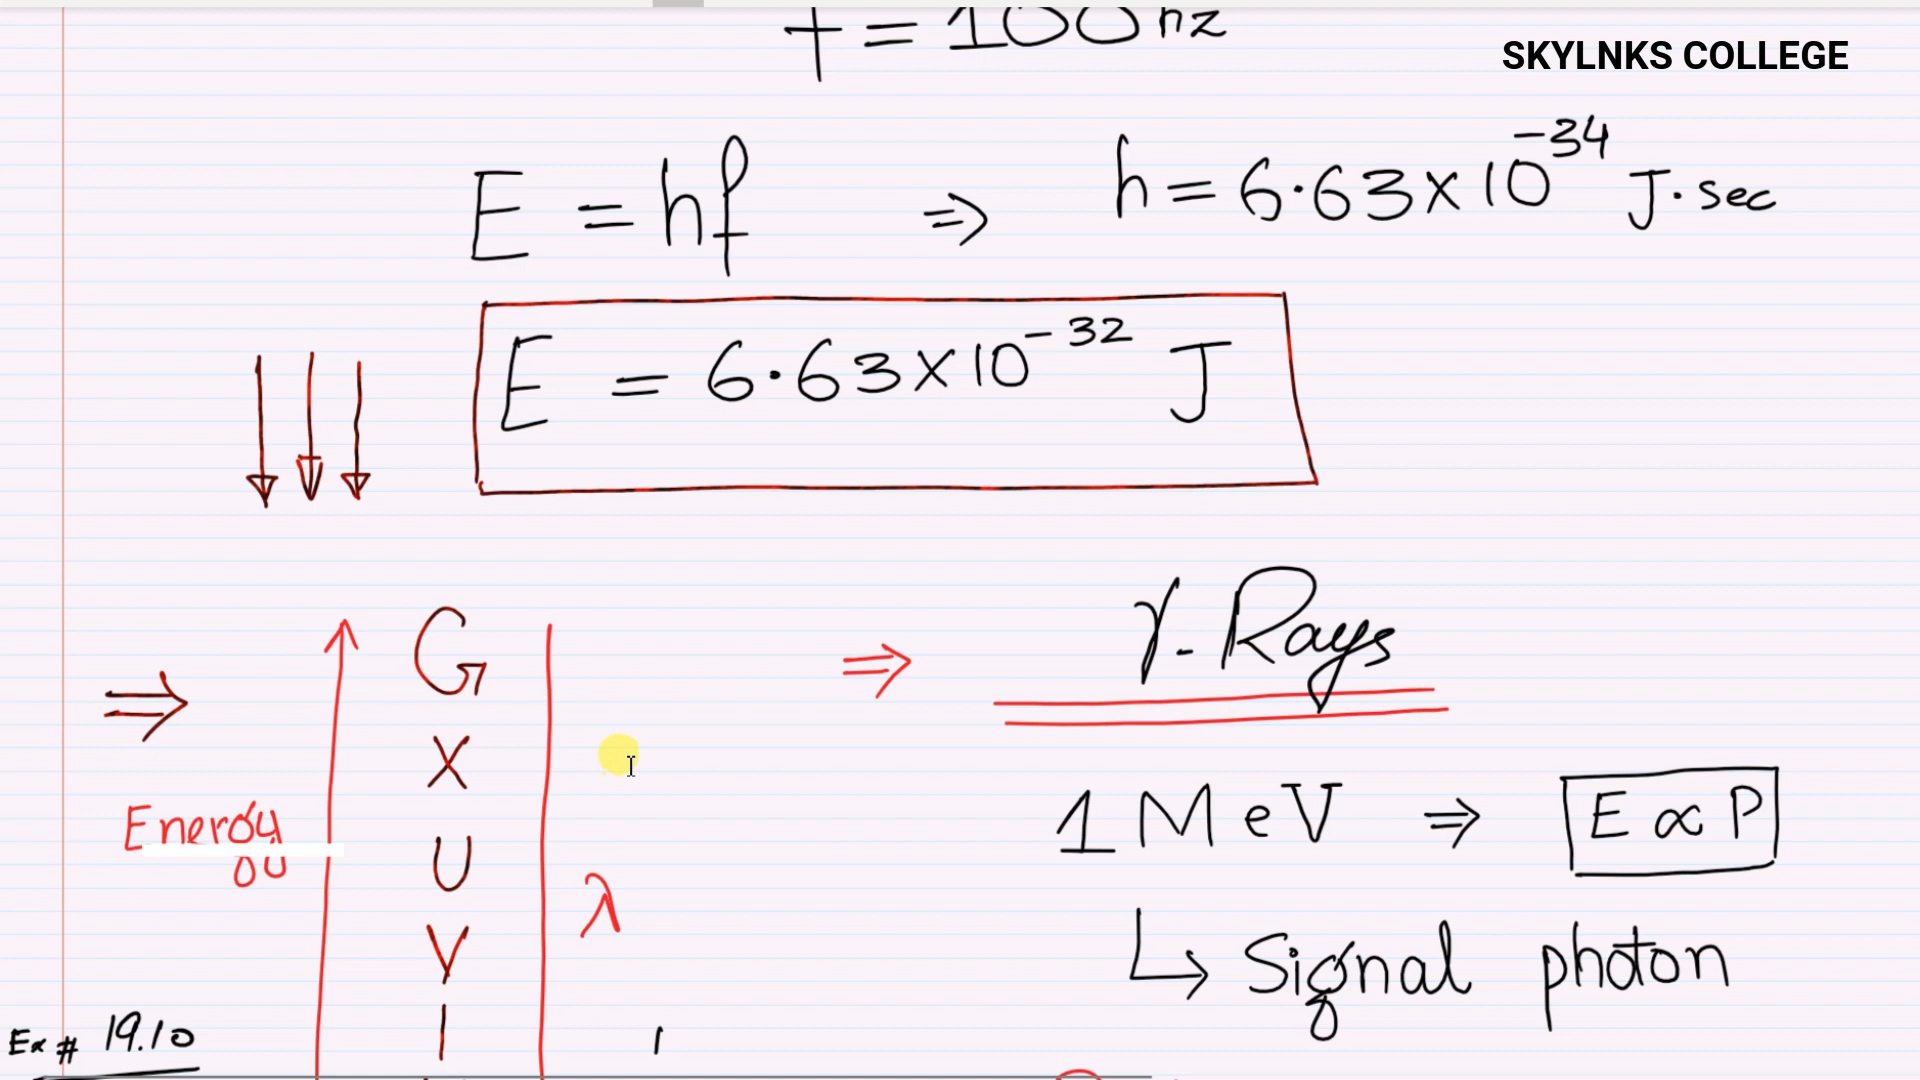 f = 100 hz
SKYLNKS COLLEGE
E = hf ⇒ h = 6.63 x 10^-34 J. sec
E = 6.63 x 10^-32 J
G
⇒ γ-Rays
⇒
X
Energy
1 MeV ⇒ E ∝ P
U
λ
V
↳ Signal photon
I
Ex # 19.10